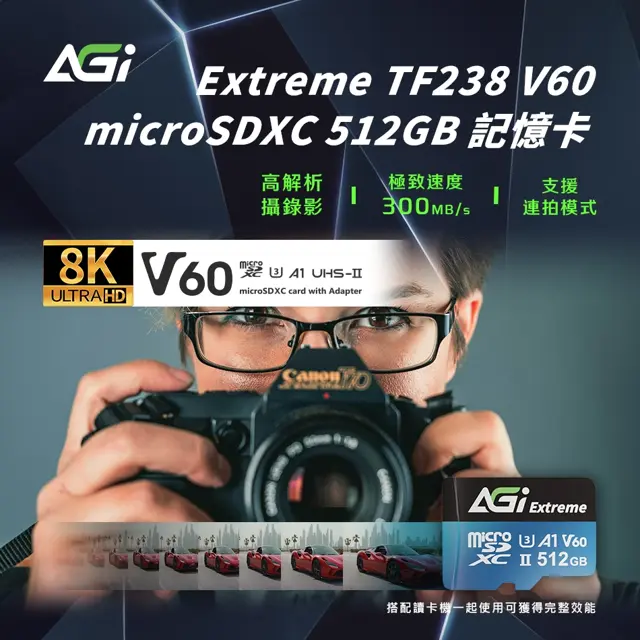 AGi
Extreme TF238 V60
microSDXC 512GB 記憶卡
高解析
攝錄影
極致速度
300MB/s
支援
連拍模式
8K
ULTRA HD
V60 micro SD XC U3 A1 UHS-II
microSDXC card with Adapter
Canon
AGi Extreme
micro SD XC U3 A1 V60
II 512GB
搭配讀卡機一起使用可獲得完整效能